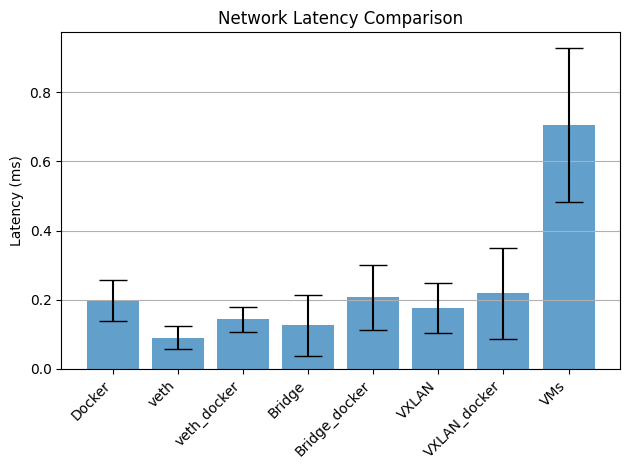 Network Latency Comparison
Latency (ms)
0.8
0.6
0.4
0.2
0.0
Docker
veth
veth_docker
Bridge
Bridge_docker
VXLAN
VXLAN_docker
VMs